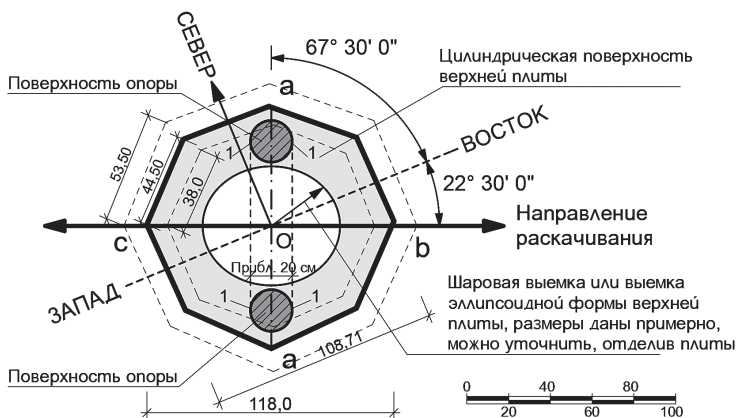 СЕВЕР
67° 30' 0"
Цилиндрическая поверхность
верхней плиты
Поверхность опоры
a
ВОСТОК
53,50
44,50
38,0
1
1
22° 30' 0"
c
O
b
Направление
раскачивания
Прибл. 20 см
ЗАПАД
1
1
Шаровая выемка или выемка
эллипсоидной формы верхней
плиты, размеры даны примерно,
можно уточнить, отделив плиты
a
108,71
Поверхность опоры
118,0
0 40 80
20 60 100